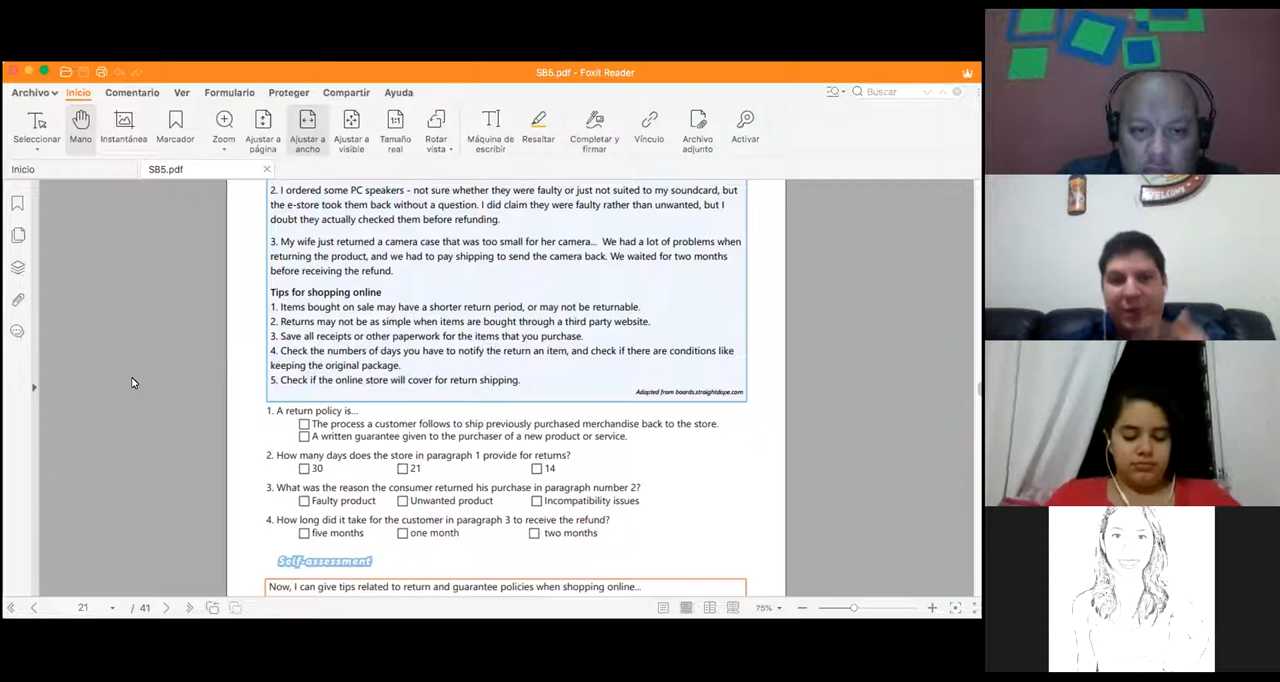 SB5.pdf - Foxit Reader
Archivo Inicio Comentario Ver Formulario Proteger Compartir Ayuda Buscar
Seleccionar Mano Instantánea Marcador Zoom Ajustar a página Ajustar a ancho Ajustar a visible Tamaño real Rotar vista Máquina de escribir Resaltar Completar y firmar Vínculo Archivo adjunto Activar
Inicio SB5.pdf
2. I ordered some PC speakers - not sure whether they were faulty or just not suited to my soundcard, but
the e-store took them back without a question. I did claim they were faulty rather than unwanted, but I
doubt they actually checked them before refunding.
3. My wife just returned a camera case that was too small for her camera... We had a lot of problems when
returning the product, and we had to pay shipping to send the camera back. We waited for two months
before receiving the refund.
Tips for shopping online
1. Items bought on sale may have a shorter return period, or may not be returnable.
2. Returns may not be as simple when items are bought through a third party website.
3. Save all receipts or other paperwork for the items that you purchase.
4. Check the numbers of days you have to notify the return an item, and check if there are conditions like
keeping the original package.
5. Check if the online store will cover for return shipping.
Adapted from boards.straightdope.com
1. A return policy is...
The process a customer follows to ship previously purchased merchandise back to the store.
A written guarantee given to the purchaser of a new product or service.
2. How many days does the store in paragraph 1 provide for returns?
30 21 14
3. What was the reason the consumer returned his purchase in paragraph number 2?
Faulty product Unwanted product Incompatibility issues
4. How long did it take for the customer in paragraph 3 to receive the refund?
five months one month two months
Self-assessment
Now, I can give tips related to return and guarantee policies when shopping online...
21 / 41 75%
WELCOME